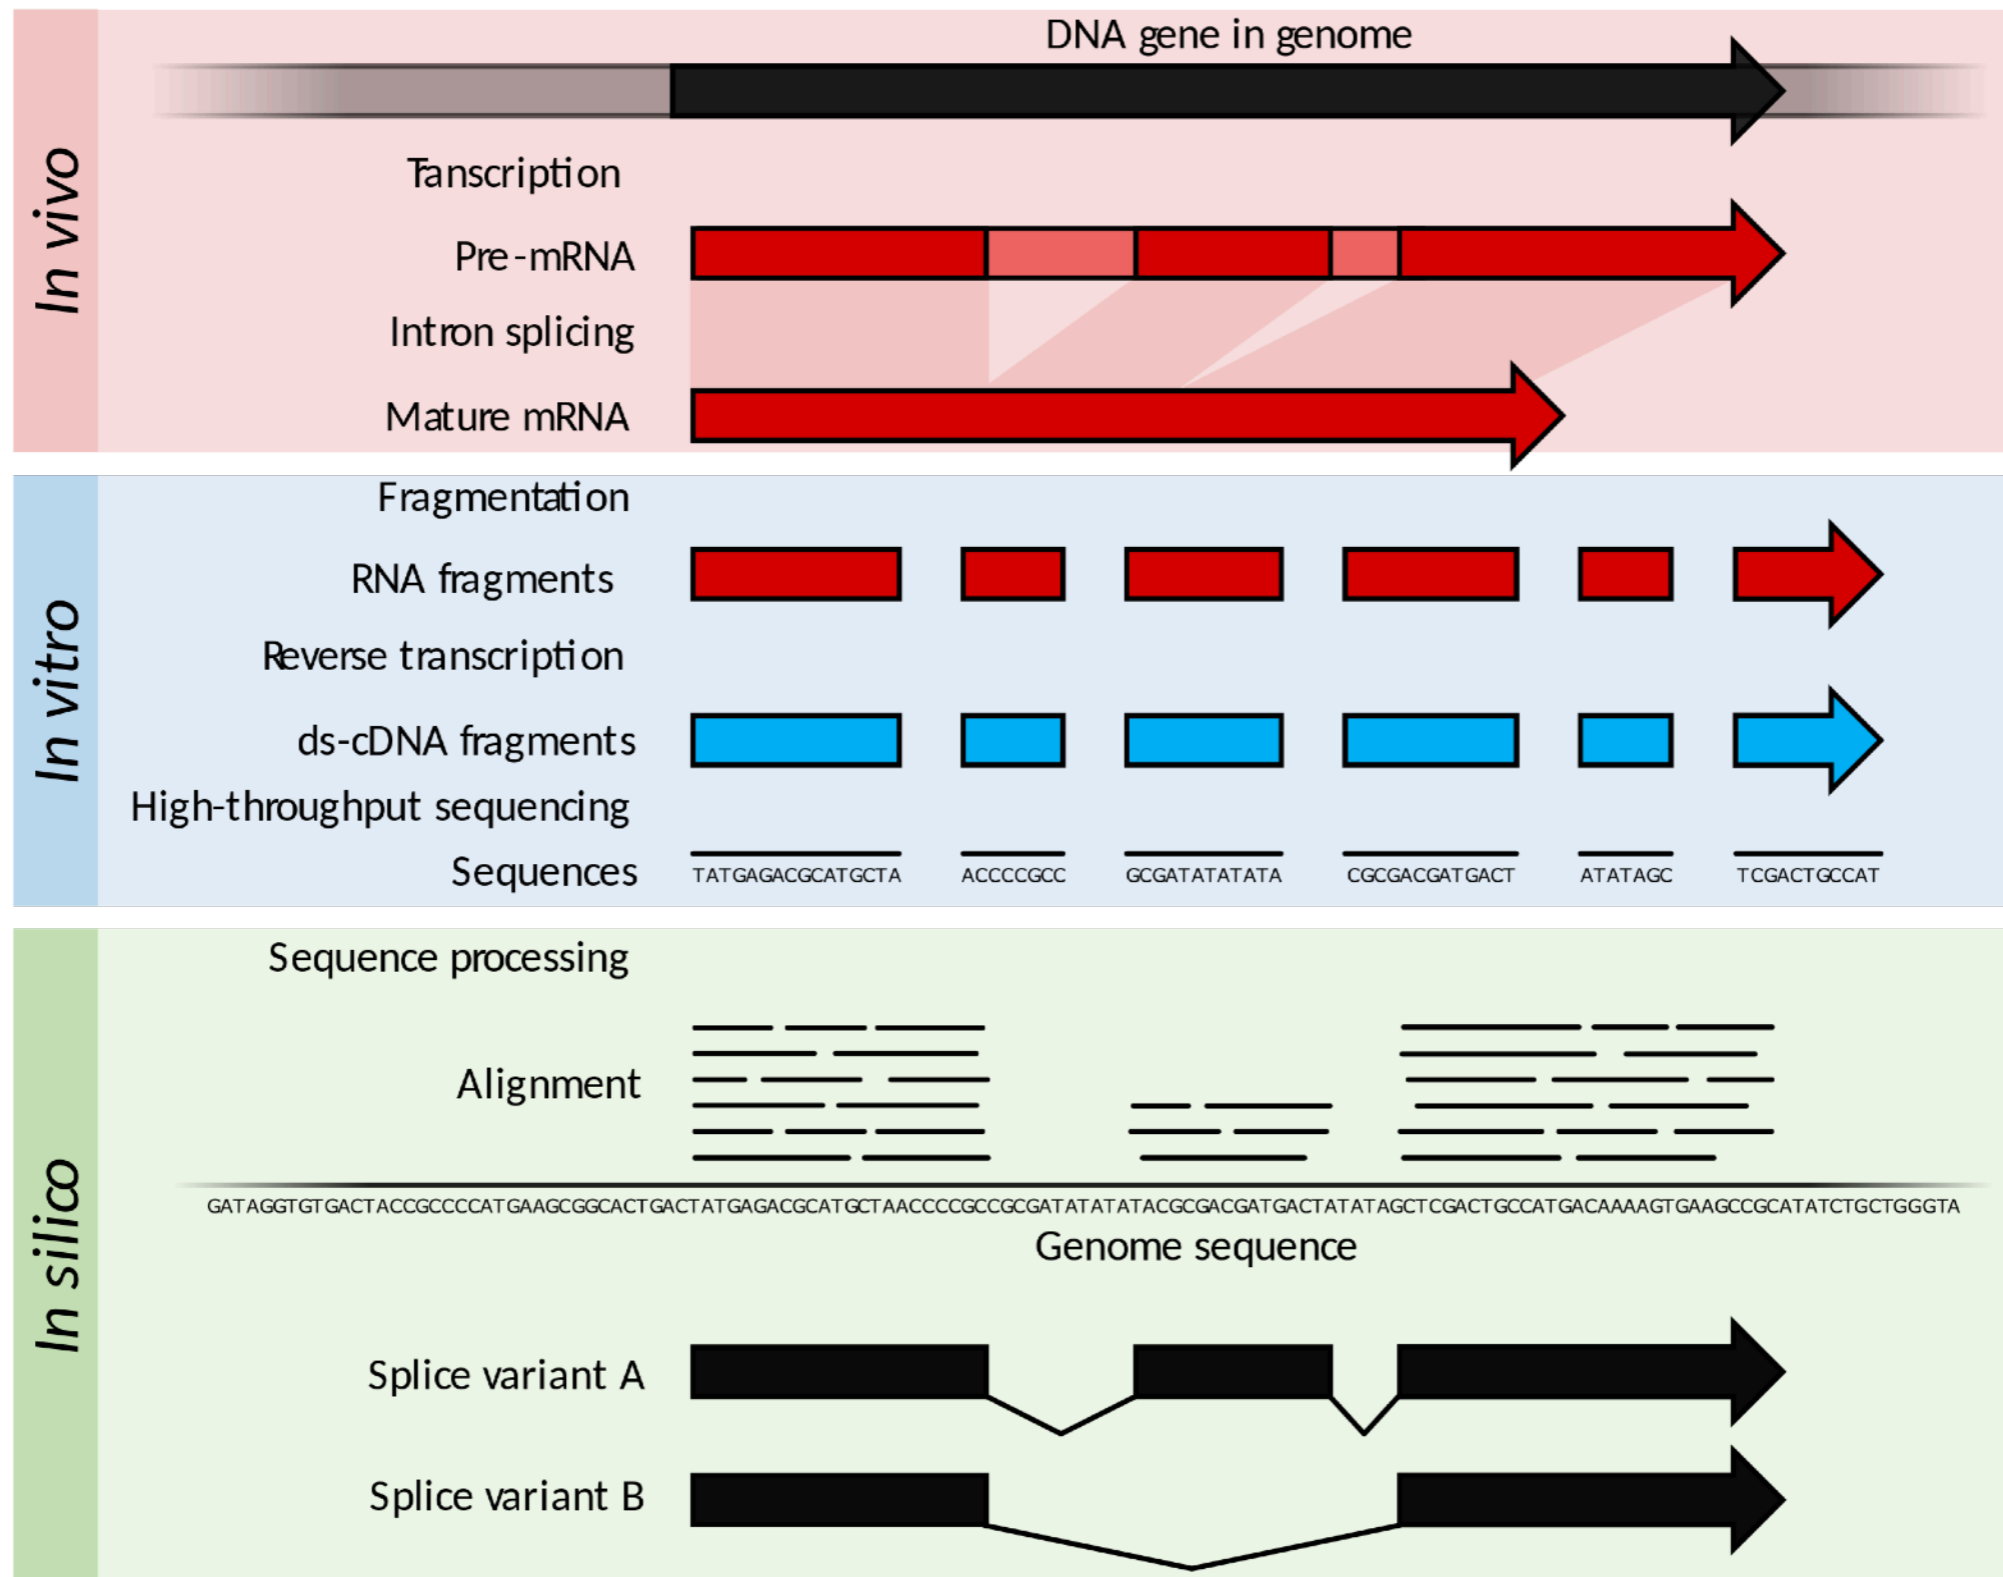 DNA gene in genome
In vivo
Tanscription
Pre-mRNA
Intron splicing
Mature mRNA
In vitro
Fragmentation
RNA fragments
Reverse transcription
ds-cDNA fragments
High-throughput sequencing
Sequences TATGAGACGCATGCTA ACCCCGCC GCGATATATATA CGCGACGATGACT ATATAGC TCGACTGCCAT
In silico
Sequence processing
Alignment
GATAGGTGTGACTACCGCCCCATGAAGCGGCACTGACTATGAGACGCATGCTAACCCCGCCGCGATATATATACGCGACGATGACTATATAGCTCGACTGCCATGACAAAAGTGAAGCCGCATATCTGCTGGGTA
Genome sequence
Splice variant A
Splice variant B